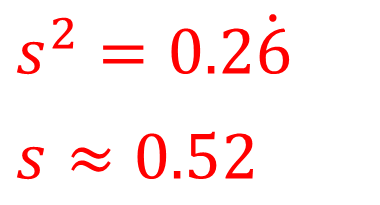 s² = 0.26̇
s ≈ 0.52